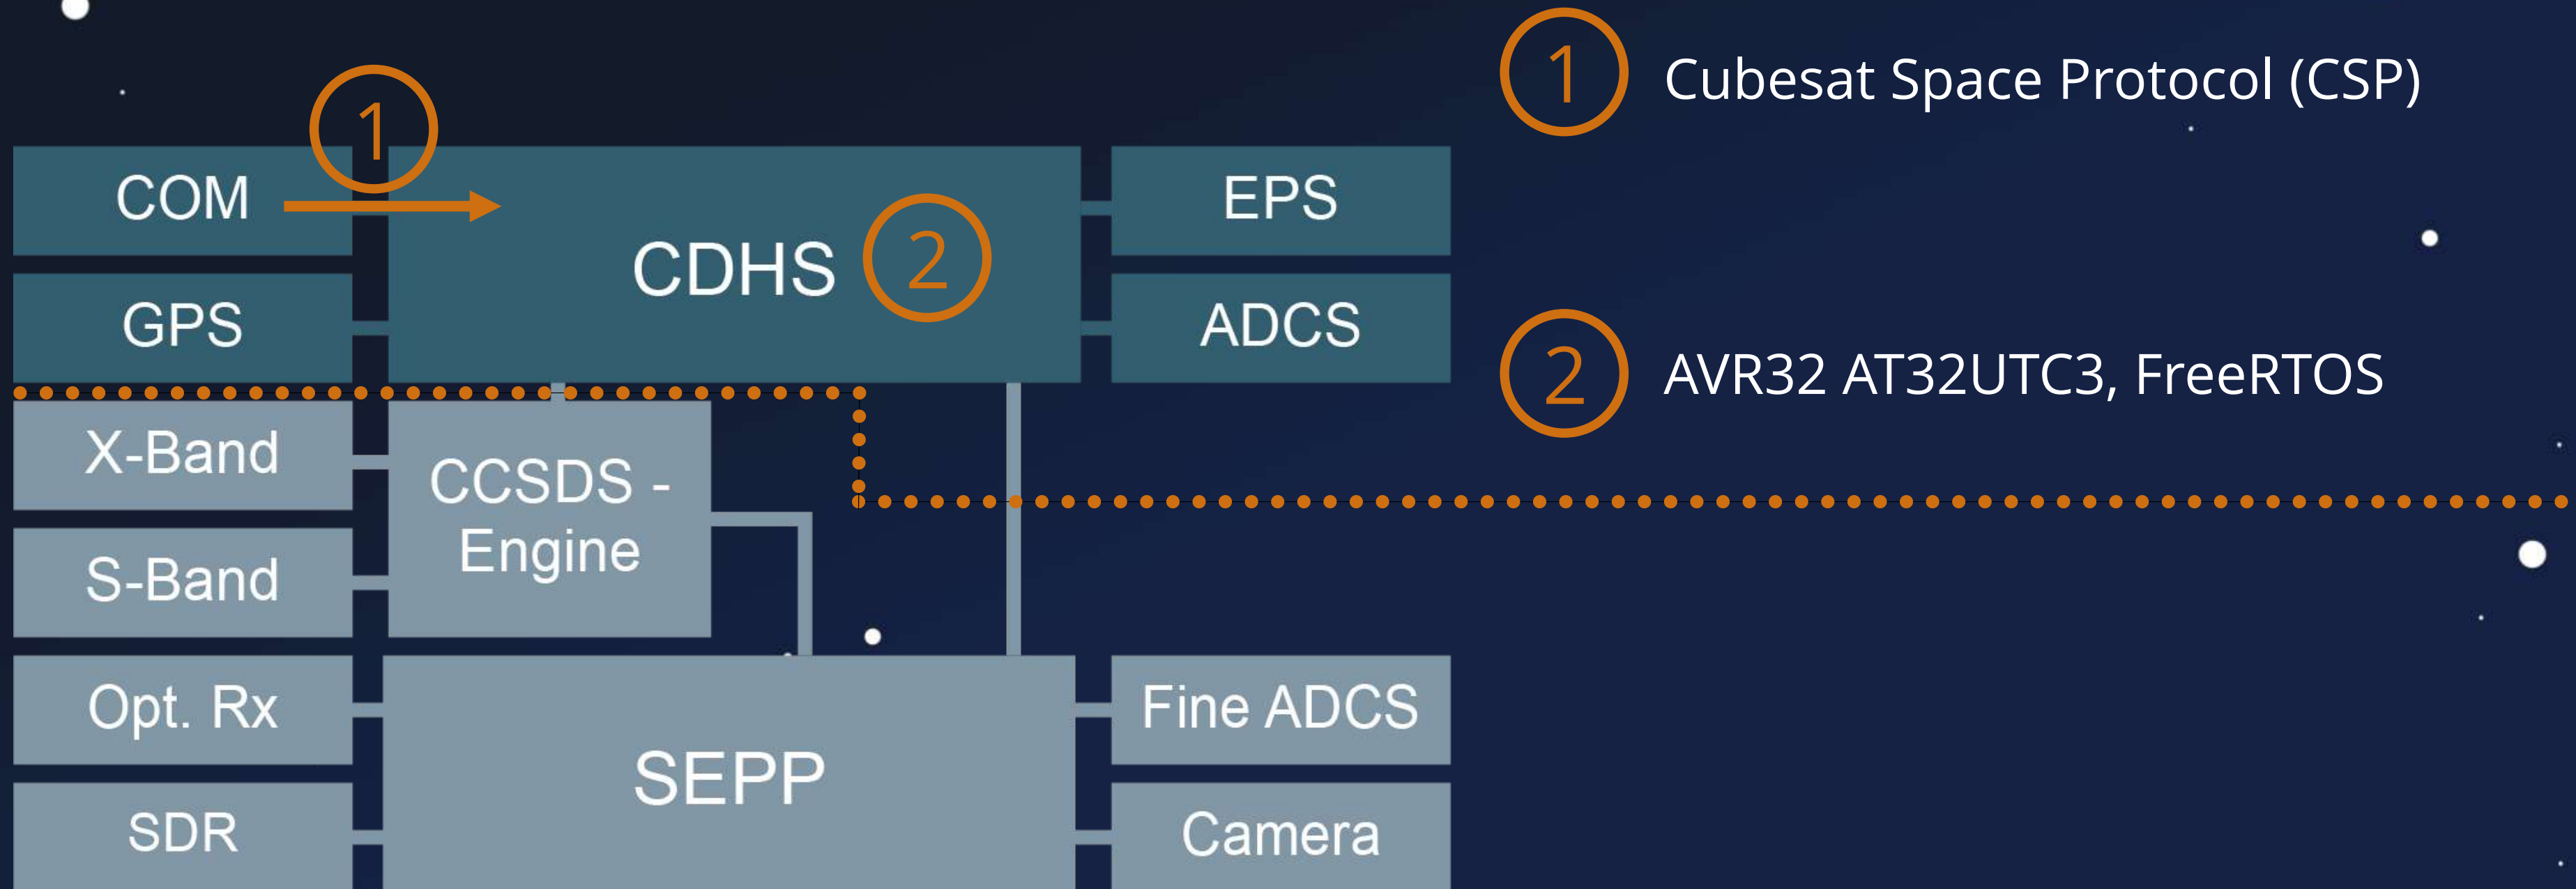 1
Cubesat Space Protocol (CSP)
1
COM
EPS
CDHS
2
GPS
ADCS
2
AVR32 AT32UTC3, FreeRTOS
X-Band
CCSDS -
Engine
S-Band
Opt. Rx
Fine ADCS
SEPP
SDR
Camera